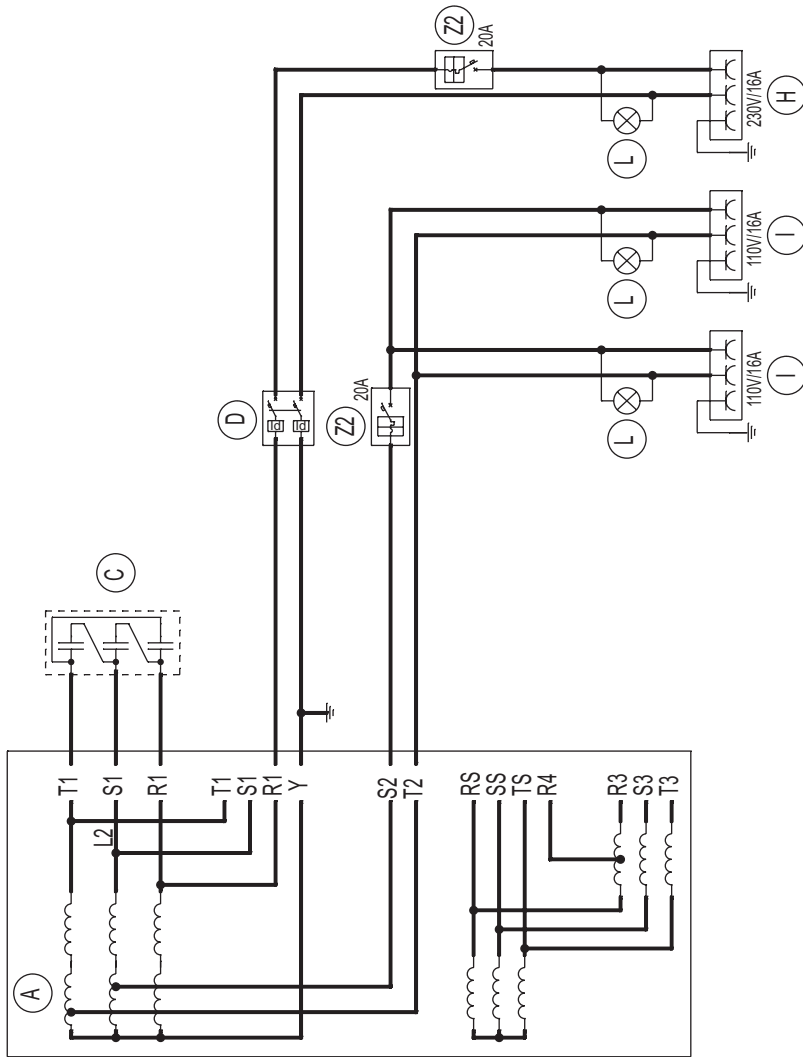 Z2
20A
L
230V/16A
H
L
110V/16A
I
L
110V/16A
I
D
Id
Id
Z2
20A
C
A
T1
S1
R1
L2
T1
S1
R1
Y
S2
T2
RS
SS
TS
R4
R3
S3
T3